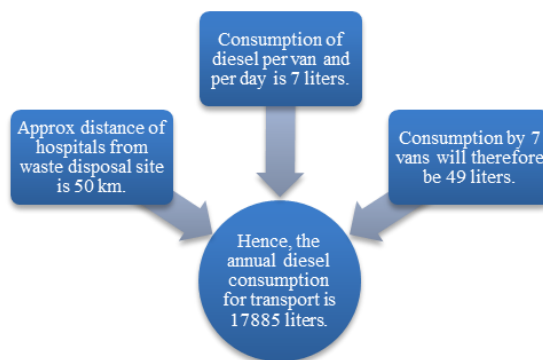 Consumption of
diesel per van and
per day is 7 liters.
Approx distance of
hospitals from
waste disposal site
is 50 km.
Consumption by 7
vans will therefore
be 49 liters.
Hence, the
annual diesel
consumption
for transport is
17885 liters.